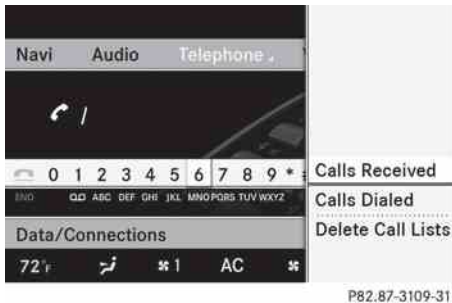 Navi Audio Telephone
/
0 1 2 3 4 5 6 7 8 9 *
END ABC DEF GHI JKL MNO PQRS TUV WXYZ
Calls Received
Calls Dialed
Delete Call Lists
Data/Connections
72°F 1 AC
P82.87-3109-31